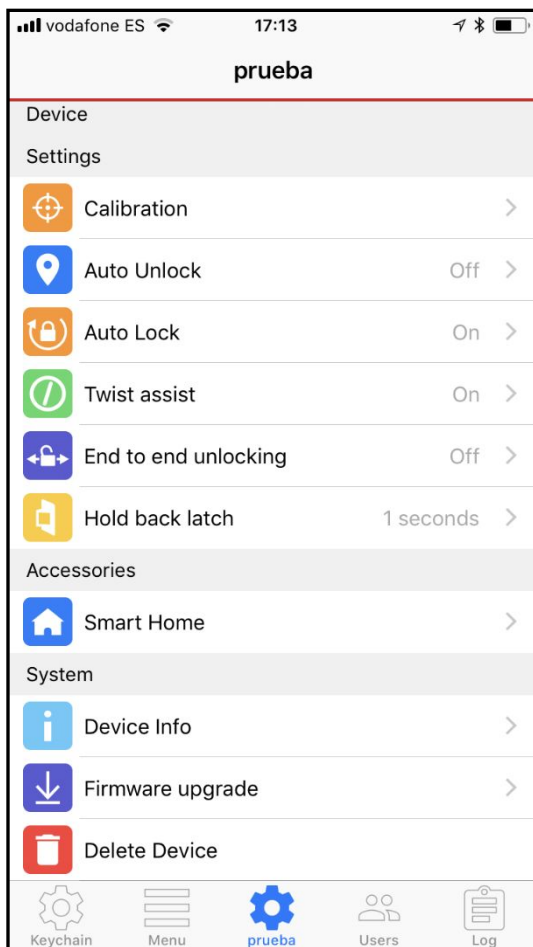 vodafone ES 17:13
prueba
Device
Settings
Calibration
Auto Unlock Off
Auto Lock On
Twist assist On
End to end unlocking Off
Hold back latch 1 seconds
Accessories
Smart Home
System
Device Info
Firmware upgrade
Delete Device
Keychain Menu prueba Users Log